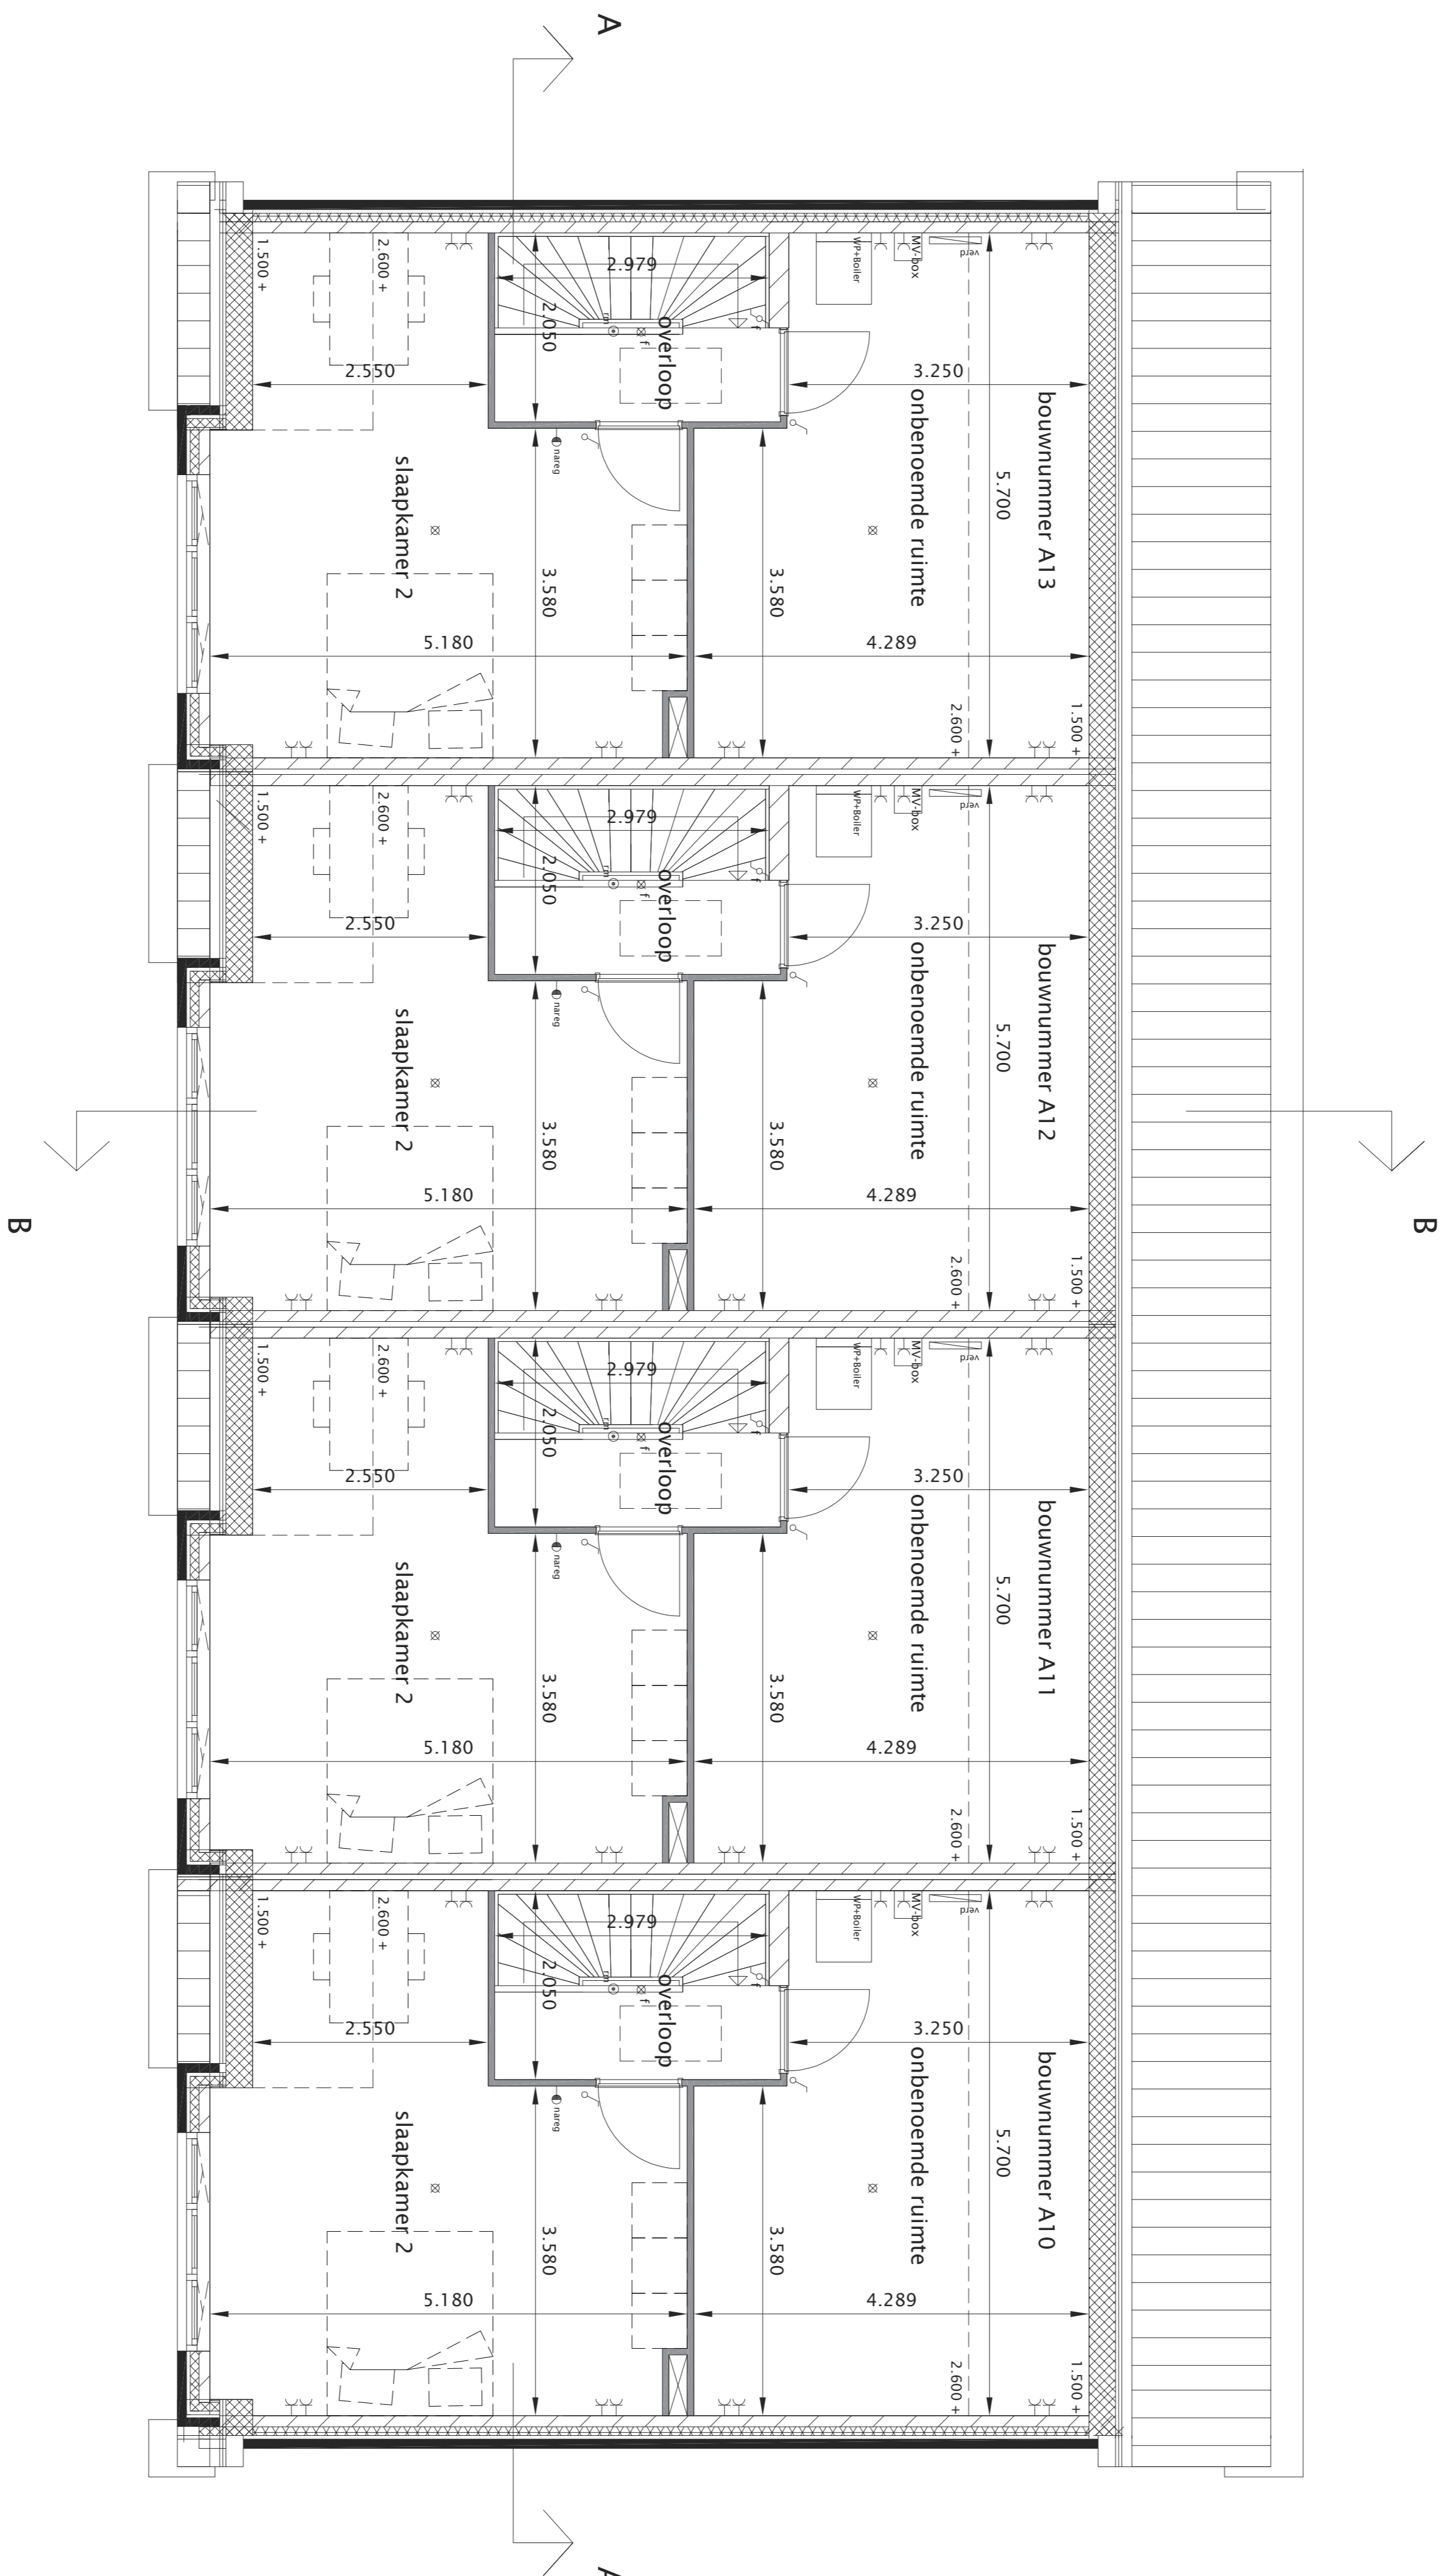 A
B
B
A
bouwnummer A13
onbenoemde ruimte
5.700
3.250
4.289
1.500 +
2.600 +
WP+Boiler
MV-box
verd
overloop
2.979
2.050
rm
f
f
nareg
3.580
3.580
slaapkamer 2
5.180
2.550
2.600 +
1.500 +
bouwnummer A12
onbenoemde ruimte
5.700
3.250
4.289
1.500 +
2.600 +
WP+Boiler
MV-box
verd
overloop
2.979
2.050
rm
f
f
nareg
3.580
3.580
slaapkamer 2
5.180
2.550
2.600 +
1.500 +
bouwnummer A11
onbenoemde ruimte
5.700
3.250
4.289
1.500 +
2.600 +
WP+Boiler
MV-box
verd
overloop
2.979
2.050
rm
f
f
nareg
3.580
3.580
slaapkamer 2
5.180
2.550
2.600 +
1.500 +
bouwnummer A10
onbenoemde ruimte
5.700
3.250
4.289
1.500 +
2.600 +
WP+Boiler
MV-box
verd
overloop
2.979
2.050
rm
f
f
nareg
3.580
3.580
slaapkamer 2
5.180
2.550
2.600 +
1.500 +